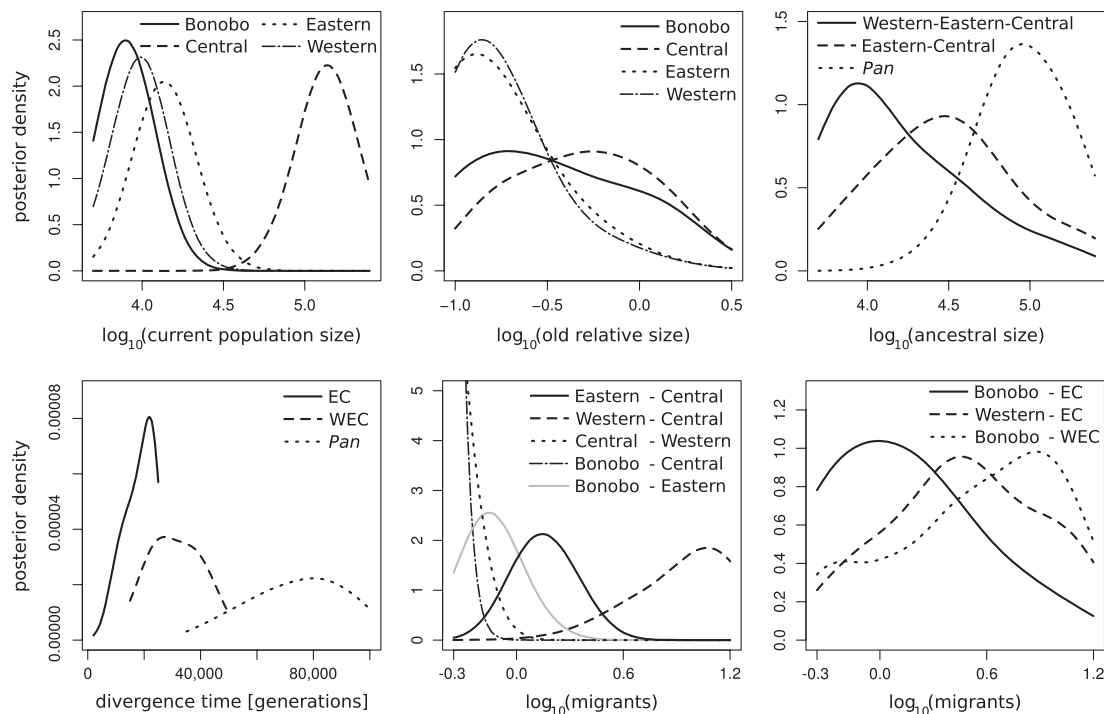 Bonobo
Eastern
Central
Western
posterior density
0.0
0.5
1.0
1.5
2.0
2.5
4.0
4.5
5.0
log10(current population size)
Bonobo
Central
Eastern
Western
0.0
0.5
1.0
1.5
−1.0
−0.5
0.0
0.5
log10(old relative size)
Western-Eastern-Central
Eastern-Central
Pan
0.0
0.5
1.0
1.5
4.0
4.5
5.0
log10(ancestral size)
EC
WEC
Pan
posterior density
0.00000
0.00004
0.00008
0
40,000
80,000
divergence time [generations]
Eastern - Central
Western - Central
Central - Western
Bonobo - Central
Bonobo - Eastern
0
1
2
3
4
5
-0.3
0.0
0.6
1.2
log10(migrants)
Bonobo - EC
Western - EC
Bonobo - WEC
0.0
0.2
0.4
0.6
0.8
1.0
1.2
-0.3
0.0
0.6
1.2
log10(migrants)